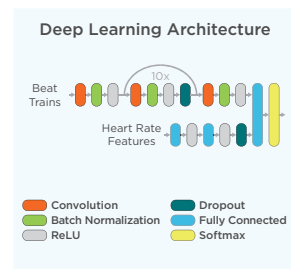 Deep Learning Architecture
10x
Beat
Trains
Heart Rate
Features
Convolution
Dropout
Batch Normalization
Fully Connected
ReLU
Softmax